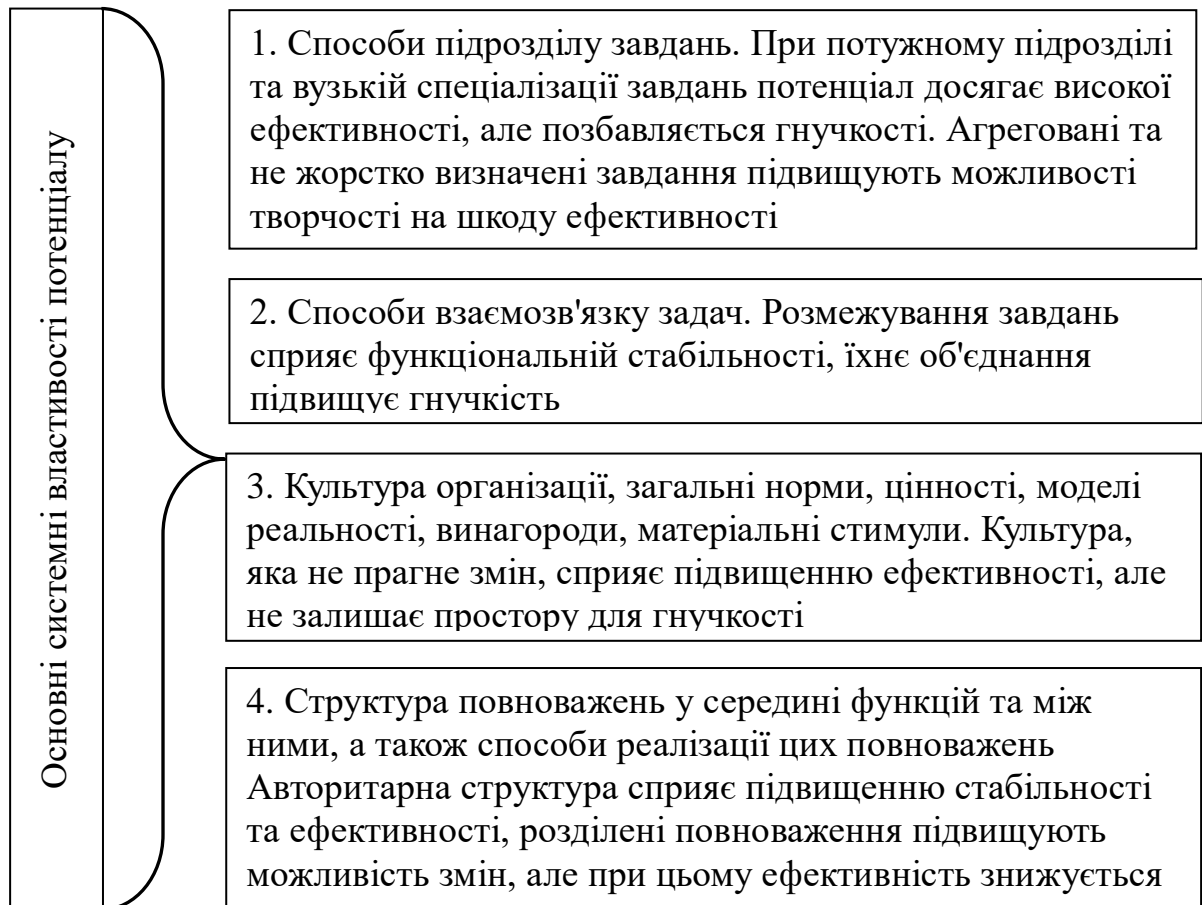 Основні системні властивості потенціалу
1. Способи підрозділу завдань. При потужному підрозділі
та вузькій спеціалізації завдань потенціал досягає високої
ефективності, але позбавляється гнучкості. Агреговані та
не жорстко визначені завдання підвищують можливості
творчості на шкоду ефективності
2. Способи взаємозв'язку задач. Розмежування завдань
сприяє функціональній стабільності, їхнє об'єднання
підвищує гнучкість
3. Культура організації, загальні норми, цінності, моделі
реальності, винагороди, матеріальні стимули. Культура,
яка не прагне змін, сприяє підвищенню ефективності, але
не залишає простору для гнучкості
4. Структура повноважень у середині функцій та між
ними, а також способи реалізації цих повноважень
Авторитарна структура сприяє підвищенню стабільності
та ефективності, розділені повноваження підвищують
можливість змін, але при цьому ефективність знижується